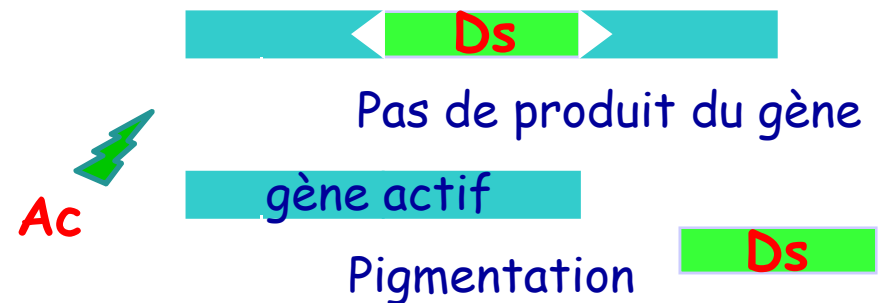 Ds
Pas de produit du gène
gène actif
Ac
Ds
Pigmentation